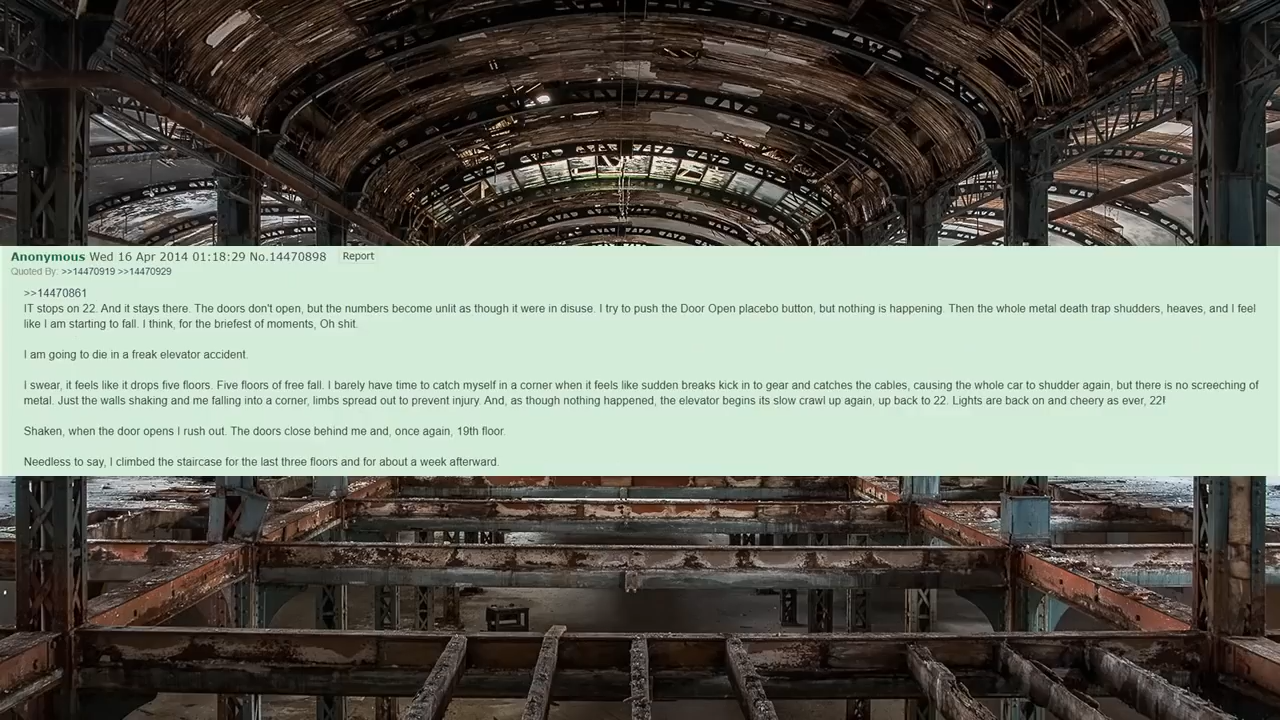 Anonymous Wed 16 Apr 2014 01:18:29 No.14470898 Report
Quoted By: >>14470919 >>14470929
>>14470861
IT stops on 22. And it stays there. The doors don't open, but the numbers become unlit as though it were in disuse. I try to push the Door Open placebo button, but nothing is happening. Then the whole metal death trap shudders, heaves, and I feel
like I am starting to fall. I think, for the briefest of moments, Oh shit.
I am going to die in a freak elevator accident.
I swear, it feels like it drops five floors. Five floors of free fall. I barely have time to catch myself in a corner when it feels like sudden breaks kick in to gear and catches the cables, causing the whole car to shudder again, but there is no screeching of
metal. Just the walls shaking and me falling into a corner, limbs spread out to prevent injury. And, as though nothing happened, the elevator begins its slow crawl up again, up back to 22. Lights are back on and cheery as ever, 22!
Shaken, when the door opens I rush out. The doors close behind me and, once again, 19th floor.
Needless to say, I climbed the staircase for the last three floors and for about a week afterward.